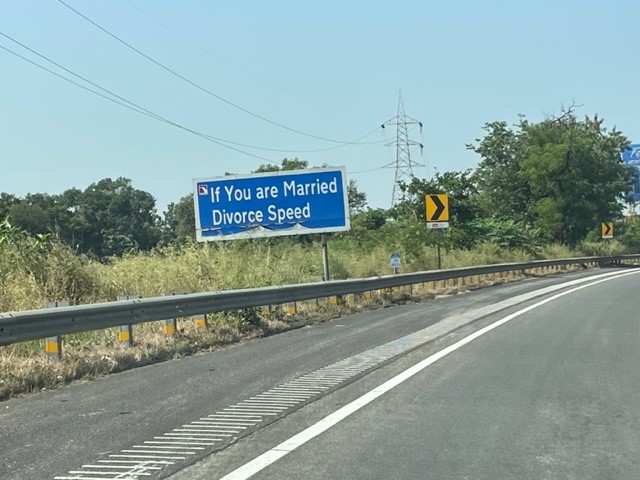 If You are Married
Divorce Speed